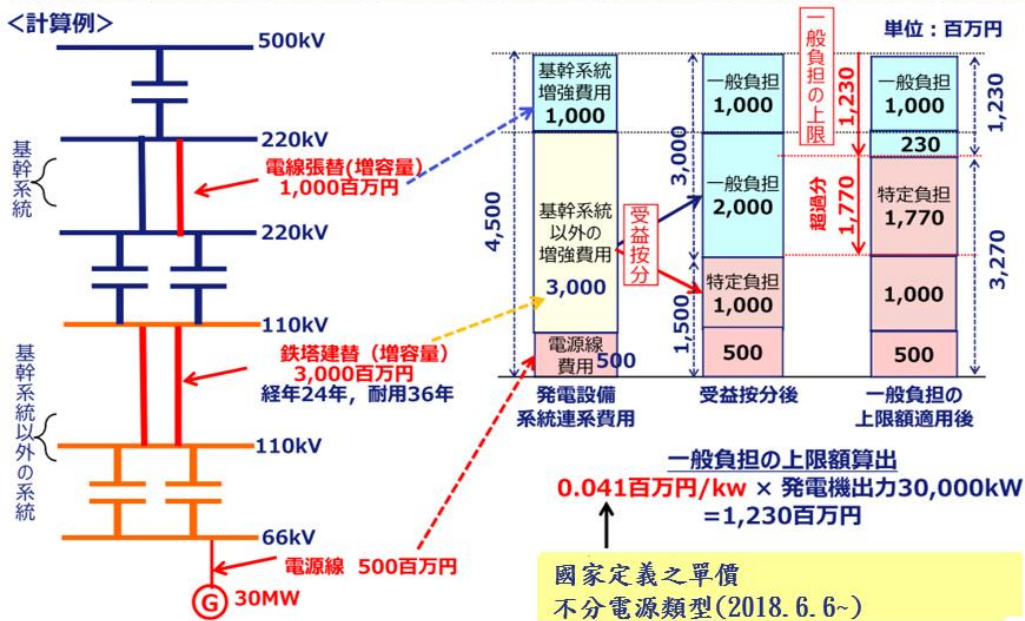 <計算例>
500kV
220kV
基幹系統
電線張替(増容量)
1,000百万円
220kV
110kV
鉄塔建替（増容量）
3,000百万円
経年24年，耐用36年
基幹系統以外の系統
110kV
66kV
電源線 500百万円
G
30MW
単位：百万円
4,500
基幹系統
増強費用
1,000
基幹系統
以外の
増強費用
3,000
電源線
費用
500
発電設備
系統連系費用
受益按分
3,000
1,500
一般負担
1,000
一般負担
2,000
特定負担
1,000
500
受益按分後
一般負担の上限
1,230
超過分
1,770
一般負担
1,000
230
特定負担
1,770
1,000
500
一般負担の
上限額適用後
1,230
3,270
一般負担の上限額算出
0.041百万円/kw × 発電機出力30,000kW
=1,230百万円
國家定義之單價
不分電源類型(2018.6.6~)